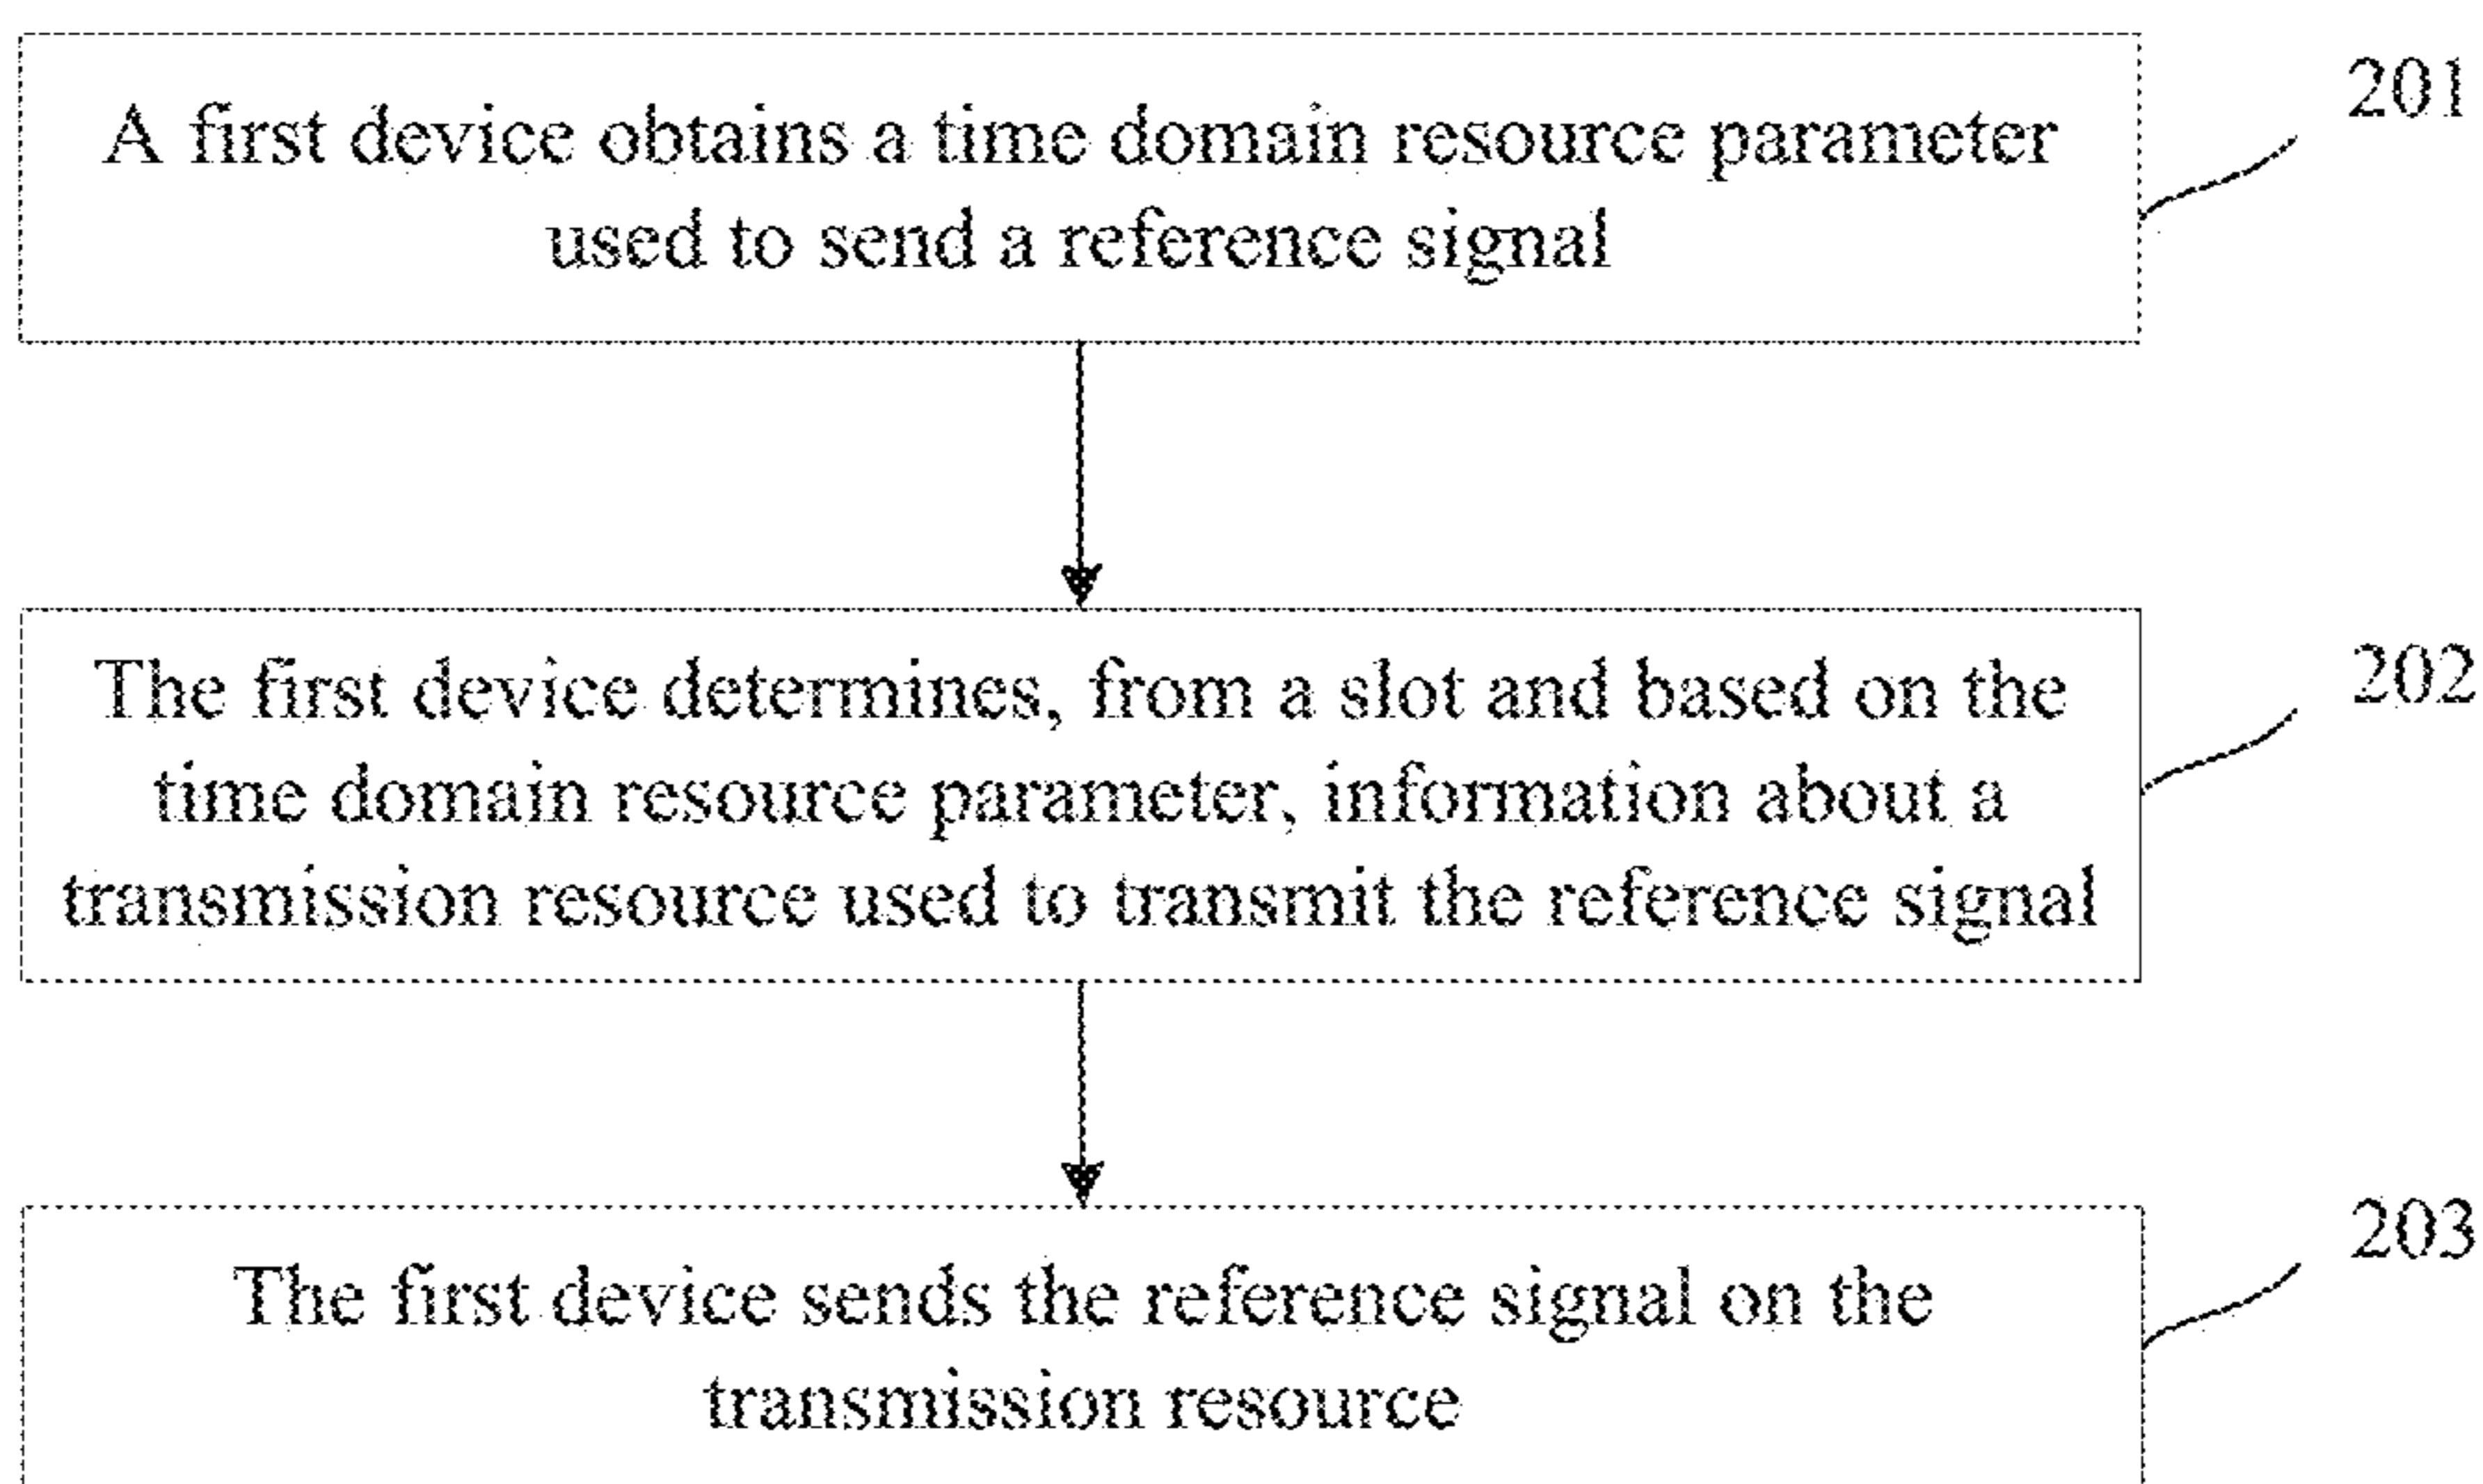 201
A first device obtains a time domain resource parameter
used to send a reference signal
202
The first device determines, from a slot and based on the
time domain resource parameter, information about a
transmission resource used to transmit the reference signal
203
The first device sends the reference signal on the
transmission resource